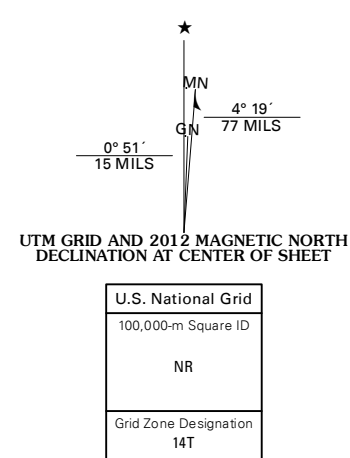 ★
MN
4° 19´
77 MILS
GN
0° 51´
15 MILS
UTM GRID AND 2012 MAGNETIC NORTH
DECLINATION AT CENTER OF SHEET
U.S. National Grid
100,000-m Square ID
NR
Grid Zone Designation
14T